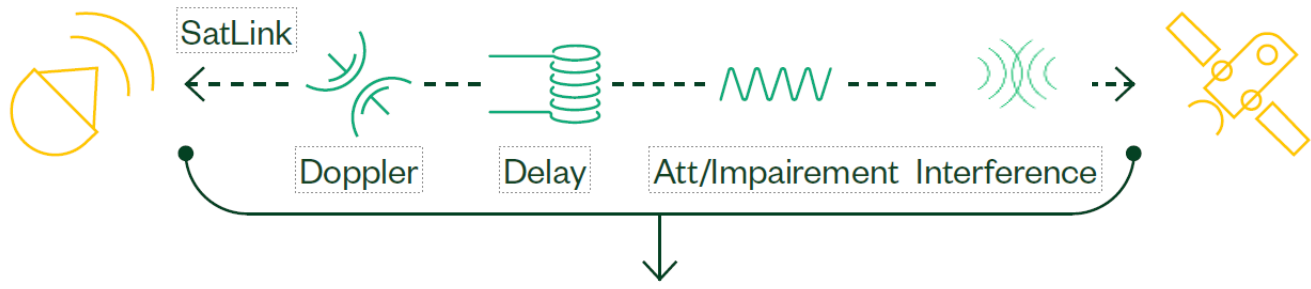 SatLink
Doppler
Delay
Att/Impairement
Interference